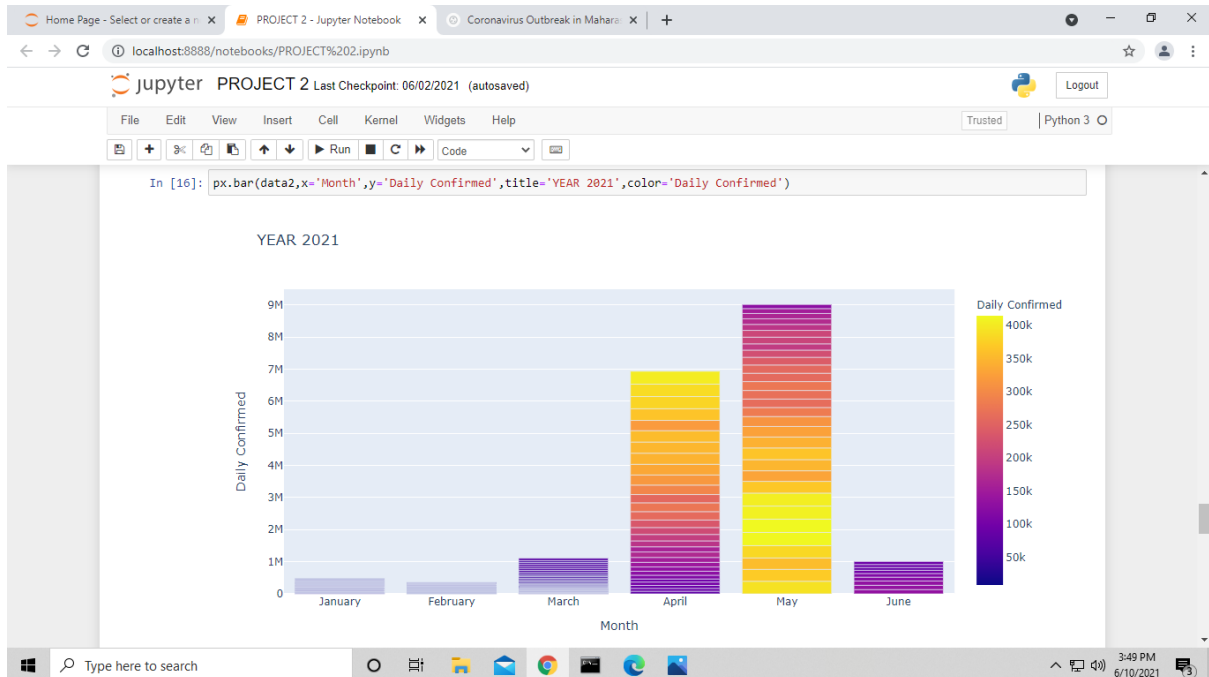 Home Page - Select or create a n
PROJECT 2 - Jupyter Notebook
Coronavirus Outbreak in Mahara
localhost:8888/notebooks/PROJECT%202.ipynb
jupyter PROJECT 2 Last Checkpoint: 06/02/2021 (autosaved)
Logout
File Edit View Insert Cell Kernel Widgets Help
Trusted Python 3
Run Code
In [16]: px.bar(data2,x='Month',y='Daily Confirmed',title='YEAR 2021',color='Daily Confirmed')
YEAR 2021
Daily Confirmed
9M
8M
7M
6M
5M
4M
3M
2M
1M
0
January February March April May June
Month
Daily Confirmed
400k
350k
300k
250k
200k
150k
100k
50k
Type here to search
3:49 PM
6/10/2021
3